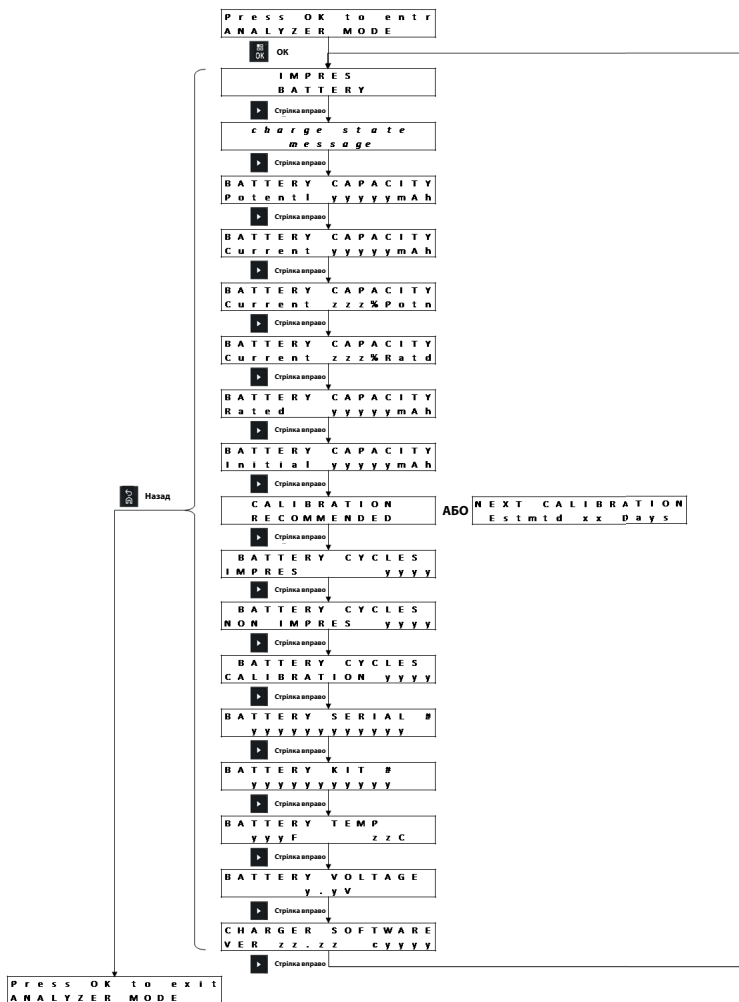 Press OK to entr
ANALYZER MODE
OK OK
IMPRES
BATTERY
Стрілка вправо
charge state
message
Стрілка вправо
BATTERY CAPACITY
Potentl yyyyymAh
Стрілка вправо
BATTERY CAPACITY
Current yyyyymAh
Стрілка вправо
BATTERY CAPACITY
Current zzz%Potn
Стрілка вправо
BATTERY CAPACITY
Current zzz%Ratd
Стрілка вправо
BATTERY CAPACITY
Rated yyyyymAh
Стрілка вправо
BATTERY CAPACITY
Initial yyyyymAh
Стрілка вправо
Назад
CALIBRATION
RECOMMENDED
АБО
NEXT CALIBRATION
Estmtd xx Days
Стрілка вправо
BATTERY CYCLES
IMPRES yyyy
Стрілка вправо
BATTERY CYCLES
NON IMPRES yyyy
Стрілка вправо
BATTERY CYCLES
CALIBRATION yyyy
Стрілка вправо
BATTERY SERIAL #
yyyyyyyyyyyy
Стрілка вправо
BATTERY KIT #
yyyyyyyyyyy
Стрілка вправо
BATTERY TEMP
yyyF zzC
Стрілка вправо
BATTERY VOLTAGE
y.yV
Стрілка вправо
CHARGER SOFTWARE
VER zz.zz cyyyy
Стрілка вправо
Press OK to exit
ANALYZER MODE